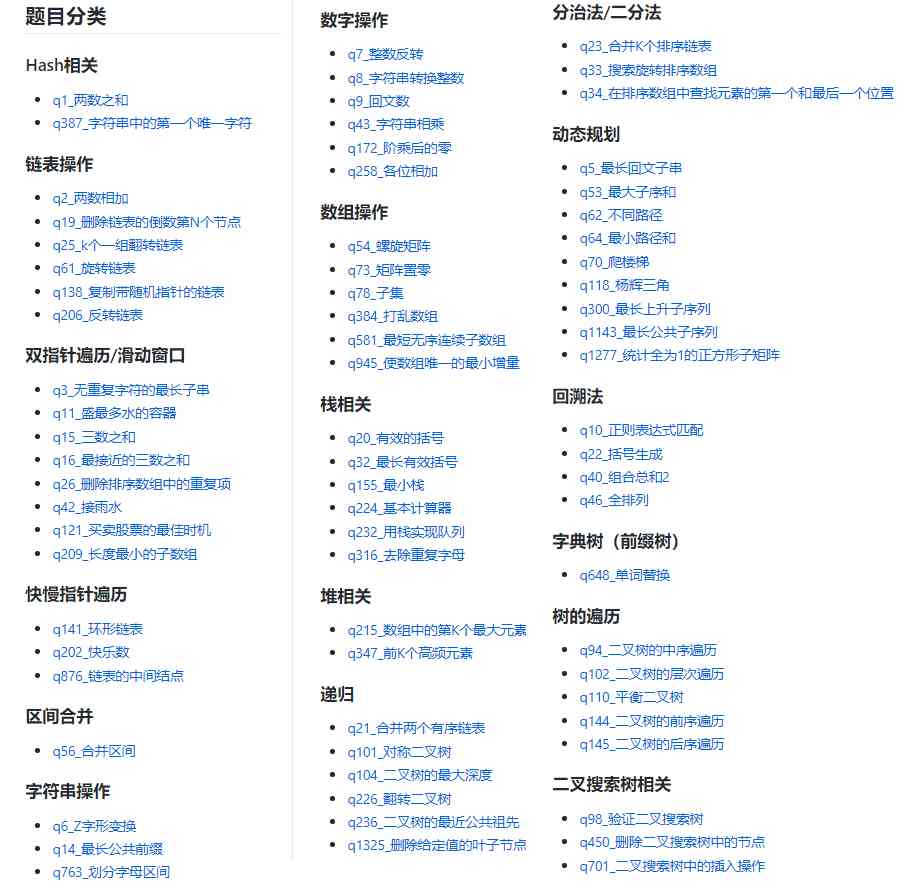 题目分类
Hash相关
q1_两数之和
q387_字符串中的第一个唯一字符
链表操作
q2_两数相加
q19_删除链表的倒数第N个节点
q25_k个一组翻转链表
q61_旋转链表
q138_复制带随机指针的链表
q206_反转链表
双指针遍历/滑动窗口
q3_无重复字符的最长子串
q11_盛最多水的容器
q15_三数之和
q16_最接近的三数之和
q26_删除排序数组中的重复项
q42_接雨水
q121_买卖股票的最佳时机
q209_长度最小的子数组
快慢指针遍历
q141_环形链表
q202_快乐数
q876_链表的中间结点
区间合并
q56_合并区间
字符串操作
q6_Z字形变换
q14_最长公共前缀
q763_划分字母区间
数字操作
q7_整数反转
q8_字符串转换整数
q9_回文数
q43_字符串相乘
q172_阶乘后的零
q258_各位相加
数组操作
q54_螺旋矩阵
q73_矩阵置零
q78_子集
q384_打乱数组
q581_最短无序连续子数组
q945_使数组唯一的最小增量
栈相关
q20_有效的括号
q32_最长有效括号
q155_最小栈
q224_基本计算器
q232_用栈实现队列
q316_去除重复字母
堆相关
q215_数组中的第K个最大元素
q347_前K个高频元素
递归
q21_合并两个有序链表
q101_对称二叉树
q104_二叉树的最大深度
q226_翻转二叉树
q236_二叉树的最近公共祖先
q1325_删除给定值的叶子节点
分治法/二分法
q23_合并K个排序链表
q33_搜索旋转排序数组
q34_在排序数组中查找元素的第一个和最后一个位置
动态规划
q5_最长回文子串
q53_最大子序和
q62_不同路径
q64_最小路径和
q70_爬楼梯
q118_杨辉三角
q300_最长上升子序列
q1143_最长公共子序列
q1277_统计全为1的正方形子矩阵
回溯法
q10_正则表达式匹配
q22_括号生成
q40_组合总和2
q46_全排列
字典树（前缀树）
q648_单词替换
树的遍历
q94_二叉树的中序遍历
q102_二叉树的层次遍历
q110_平衡二叉树
q144_二叉树的前序遍历
q145_二叉树的后序遍历
二叉搜索树相关
q98_验证二叉搜索树
q450_删除二叉搜索树中的节点
q701_二叉搜索树中的插入操作